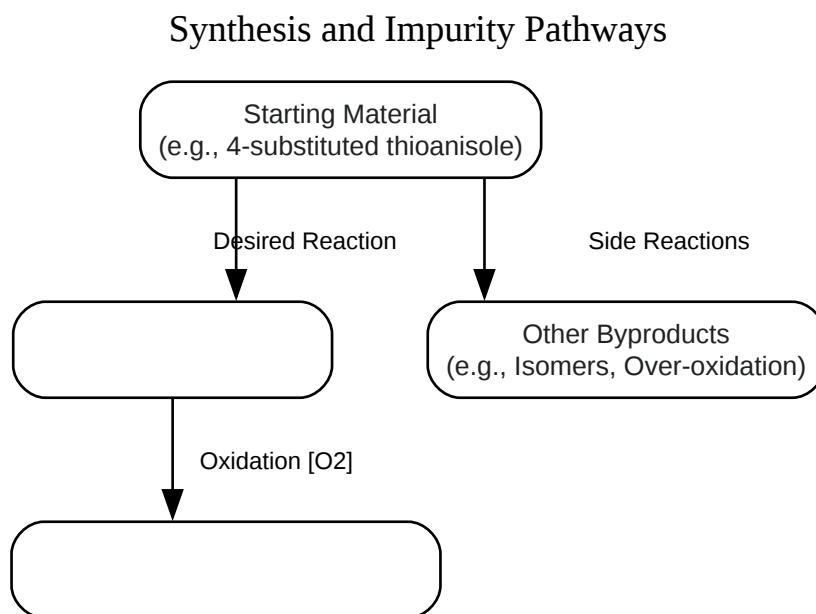 Synthesis and Impurity Pathways
Starting Material
(e.g., 4-substituted thioanisole)
Desired Reaction
Side Reactions
Other Byproducts
(e.g., Isomers, Over-oxidation)
Oxidation [O2]